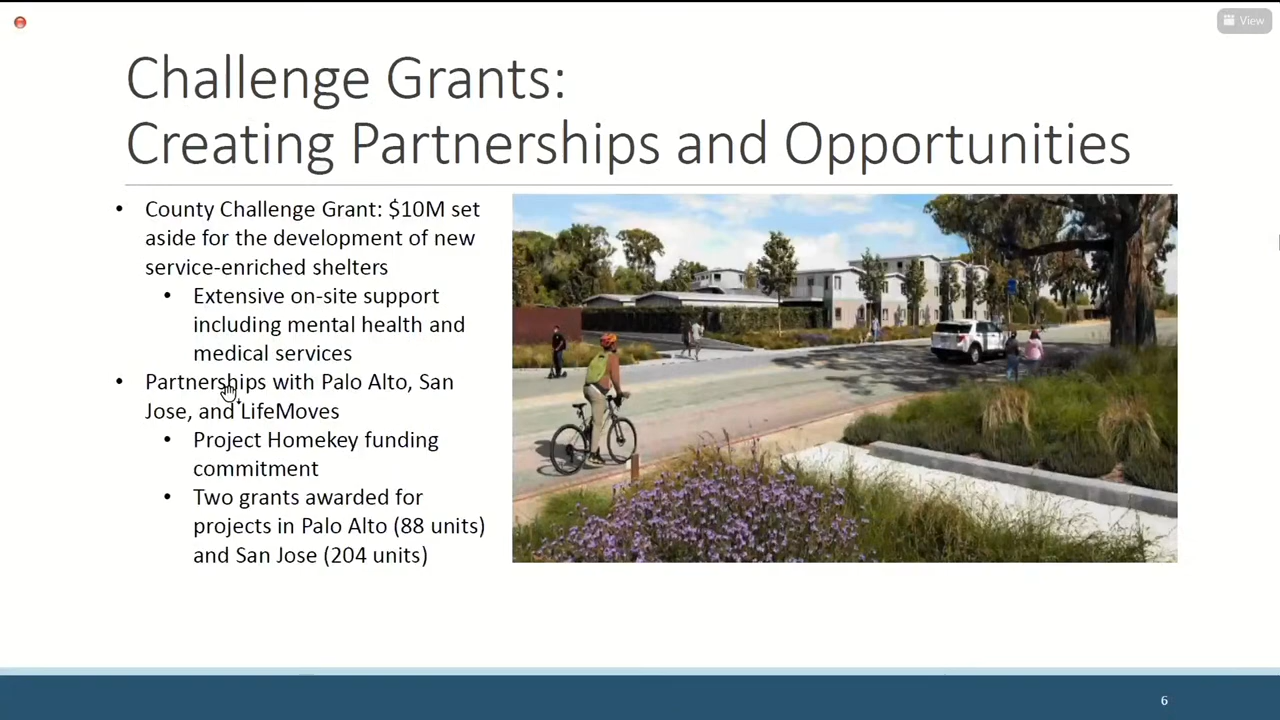 View
Challenge Grants:
Creating Partnerships and Opportunities
• County Challenge Grant: $10M set
aside for the development of new
service-enriched shelters
• Extensive on-site support
including mental health and
medical services
• Partnerships with Palo Alto, San
Jose, and LifeMoves
• Project Homekey funding
commitment
• Two grants awarded for
projects in Palo Alto (88 units)
and San Jose (204 units)
6